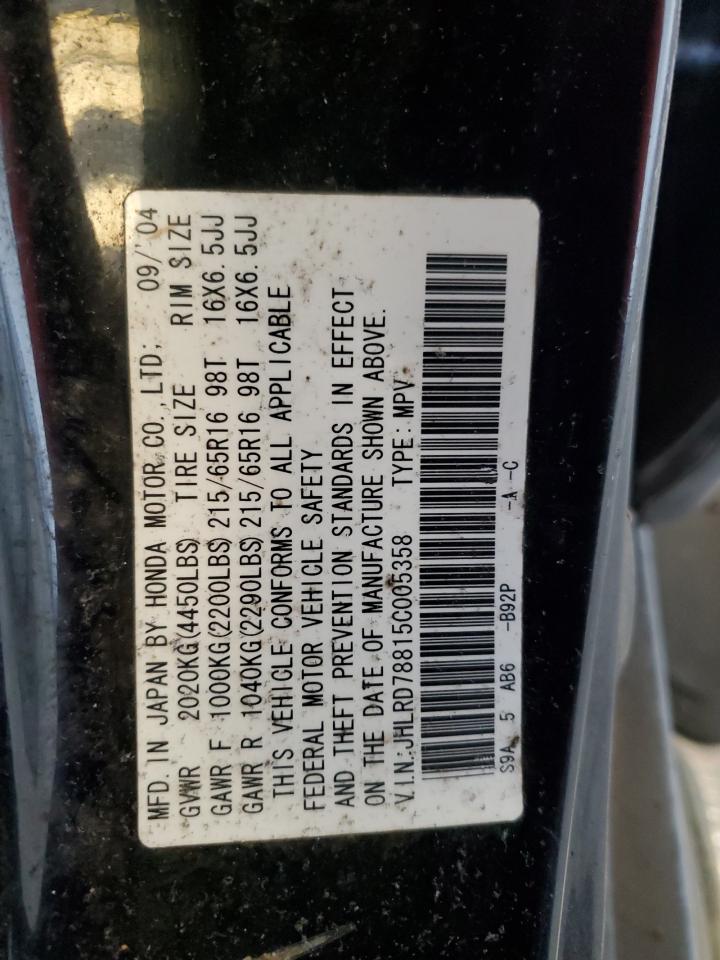 MFD. IN JAPAN BY HONDA MOTOR CO., LTD; 09/'04
GVWR 2020KG(4450LBS) TIRE SIZE RIM SIZE
GAWR F 1000KG(2200LBS) 215/65R16 98T 16X6.5JJ
GAWR R 1040KG(2290LBS) 215/65R16 98T 16X6.5JJ
THIS VEHICLE CONFORMS TO ALL APPLICABLE
FEDERAL MOTOR VEHICLE SAFETY
AND THEFT PREVENTION STANDARDS IN EFFECT
ON THE DATE OF MANUFACTURE SHOWN ABOVE.
V.I.N.:JHLRD78815C005358 TYPE: MPV
S9A 5 AB6 -B92P -A -C